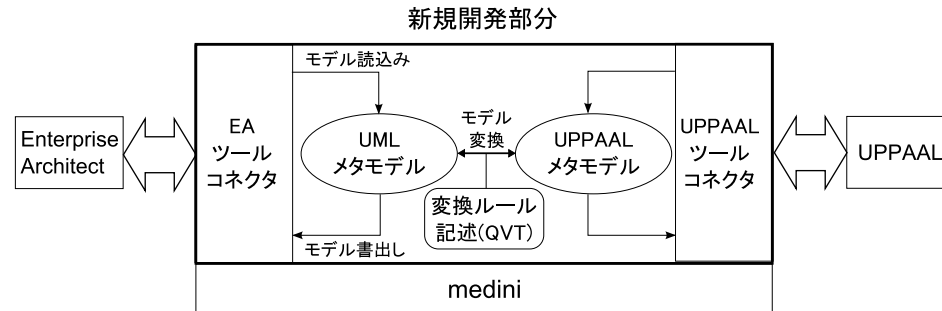 新規開発部分
モデル読込み
Enterprise
Architect
EA
ツール
コネクタ
UML
メタモデル
モデル
変換
UPPAAL
メタモデル
UPPAAL
ツール
コネクタ
UPPAAL
変換ルール
記述(QVT)
モデル書出し
medini